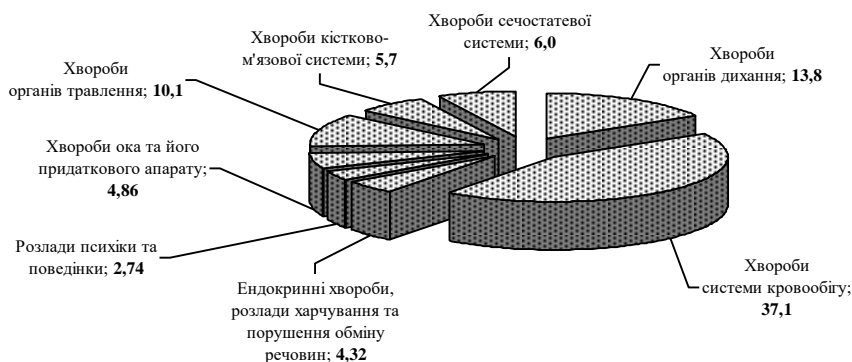 Хвороби сечостатевої
системи; 6,0
Хвороби кістково-
м'язової системи; 5,7
Хвороби
органів дихання; 13,8
Хвороби
органів травлення; 10,1
Хвороби ока та його
придаткового апарату;
4,86
Розлади психіки та
поведінки; 2,74
Ендокринні хвороби,
розлади харчування та
порушення обміну
речовин; 4,32
Хвороби
системи кровообігу;
37,1